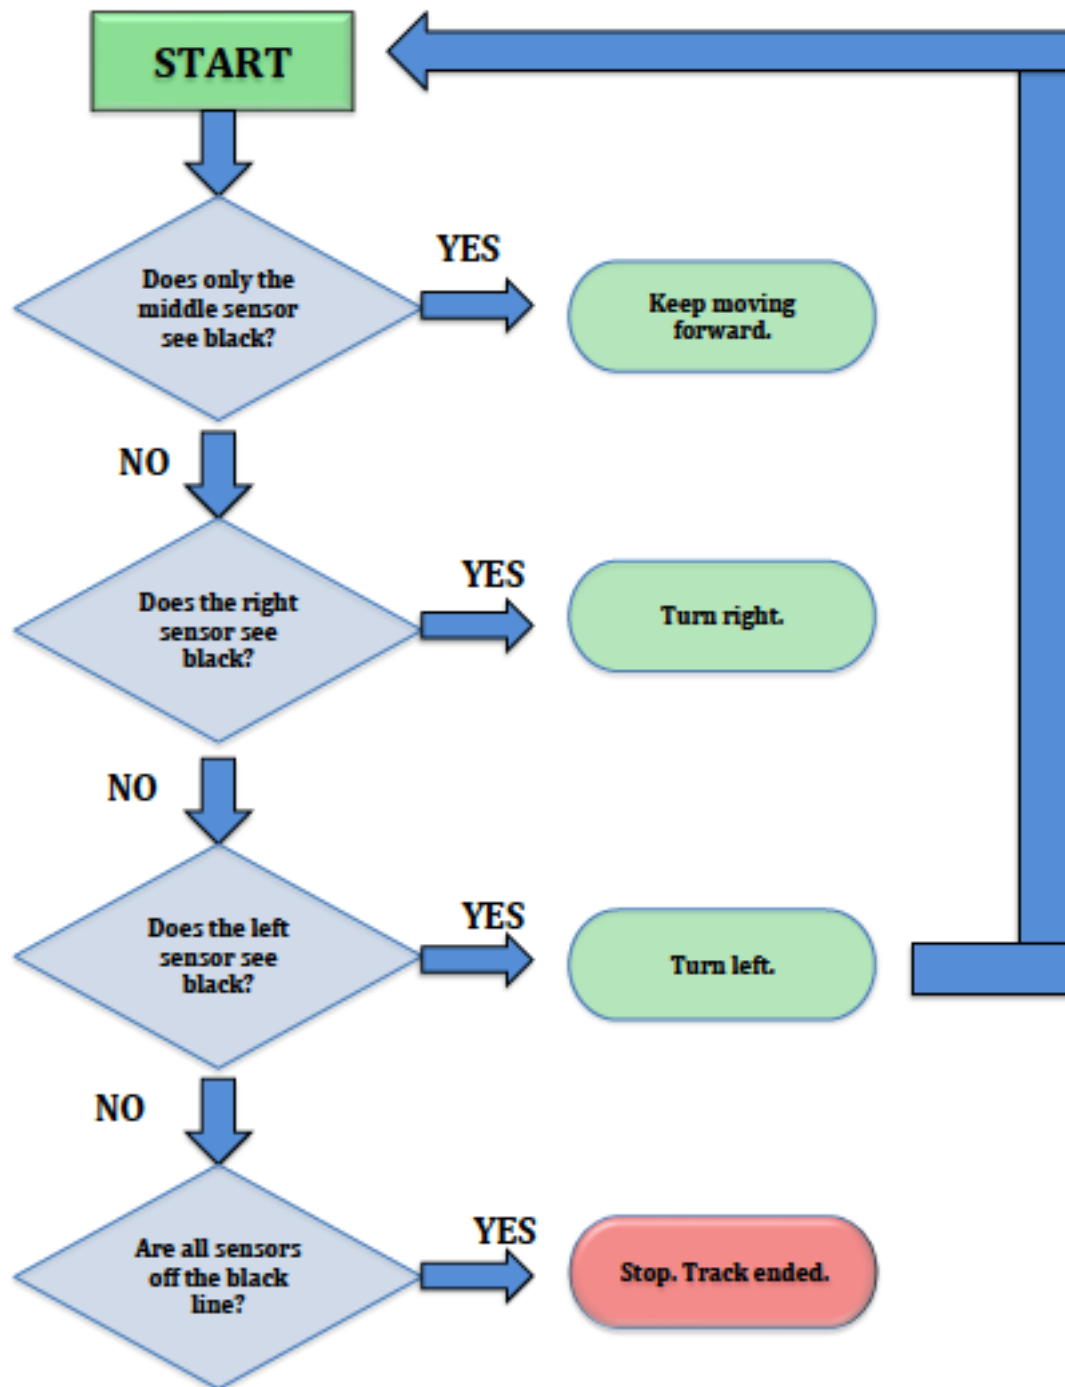 START
Does only the
middle sensor
see black?
YES
Keep moving
forward.
NO
Does the right
sensor see
black?
YES
Turn right.
NO
Does the left
sensor see
black?
YES
Turn left.
NO
Are all sensors
off the black
line?
YES
Stop. Track ended.